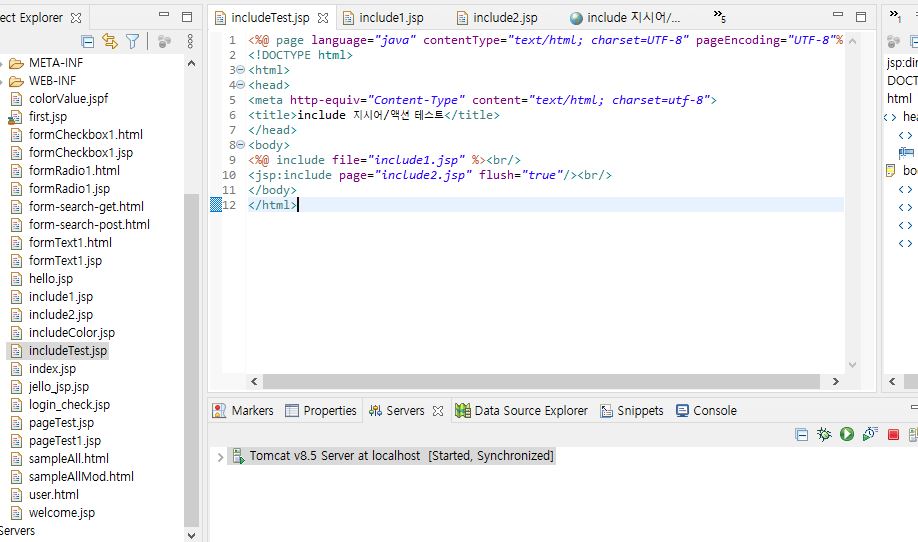 ect Explorer
META-INF
WEB-INF
colorValue.jspf
first.jsp
formCheckbox1.html
formCheckbox1.jsp
formRadio1.html
formRadio1.jsp
form-search-get.html
form-search-post.html
formText1.html
formText1.jsp
hello.jsp
include1.jsp
include2.jsp
includeColor.jsp
includeTest.jsp
index.jsp
jello_jsp.jsp
login_check.jsp
pageTest.jsp
pageTest1.jsp
sampleAll.html
sampleAllMod.html
user.html
welcome.jsp
Servers
includeTest.jsp include1.jsp include2.jsp include 지시어/... »5
1 <%@ page language="java" contentType="text/html; charset=UTF-8" pageEncoding="UTF-8"%
2 <!DOCTYPE html>
3 <html>
4 <head>
5 <meta http-equiv="Content-Type" content="text/html; charset=utf-8">
6 <title>include 지시어/액션 테스트</title>
7 </head>
8 <body>
9 <%@ include file="include1.jsp" %><br/>
10 <jsp:include page="include2.jsp" flush="true"/><br/>
11 </body>
12 </html>
Markers Properties Servers Data Source Explorer Snippets Console
Tomcat v8.5 Server at localhost [Started, Synchronized]
»1
jsp:di
DOCT
html
hea
bo